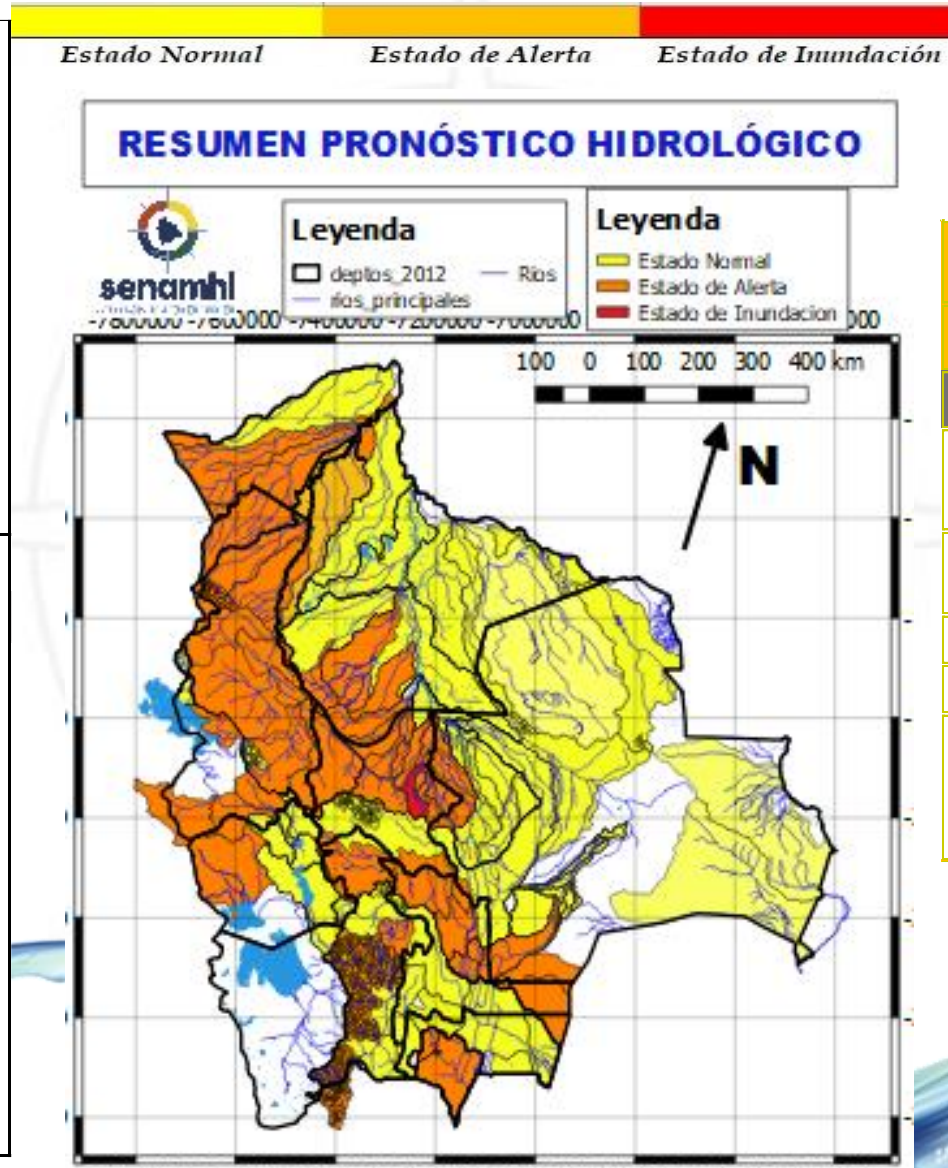 Estado Normal Estado de Alerta Estado de Inundación
RESUMEN PRONÓSTICO HIDROLÓGICO
senamhi
Leyenda
deptos_2012 Rios
rios_principales
Leyenda
Estado Normal
Estado de Alerta
Estado de Inundacion
-7800000 -7600000 -7400000 -7200000 -7000000
100 0 100 200 300 400 km
N